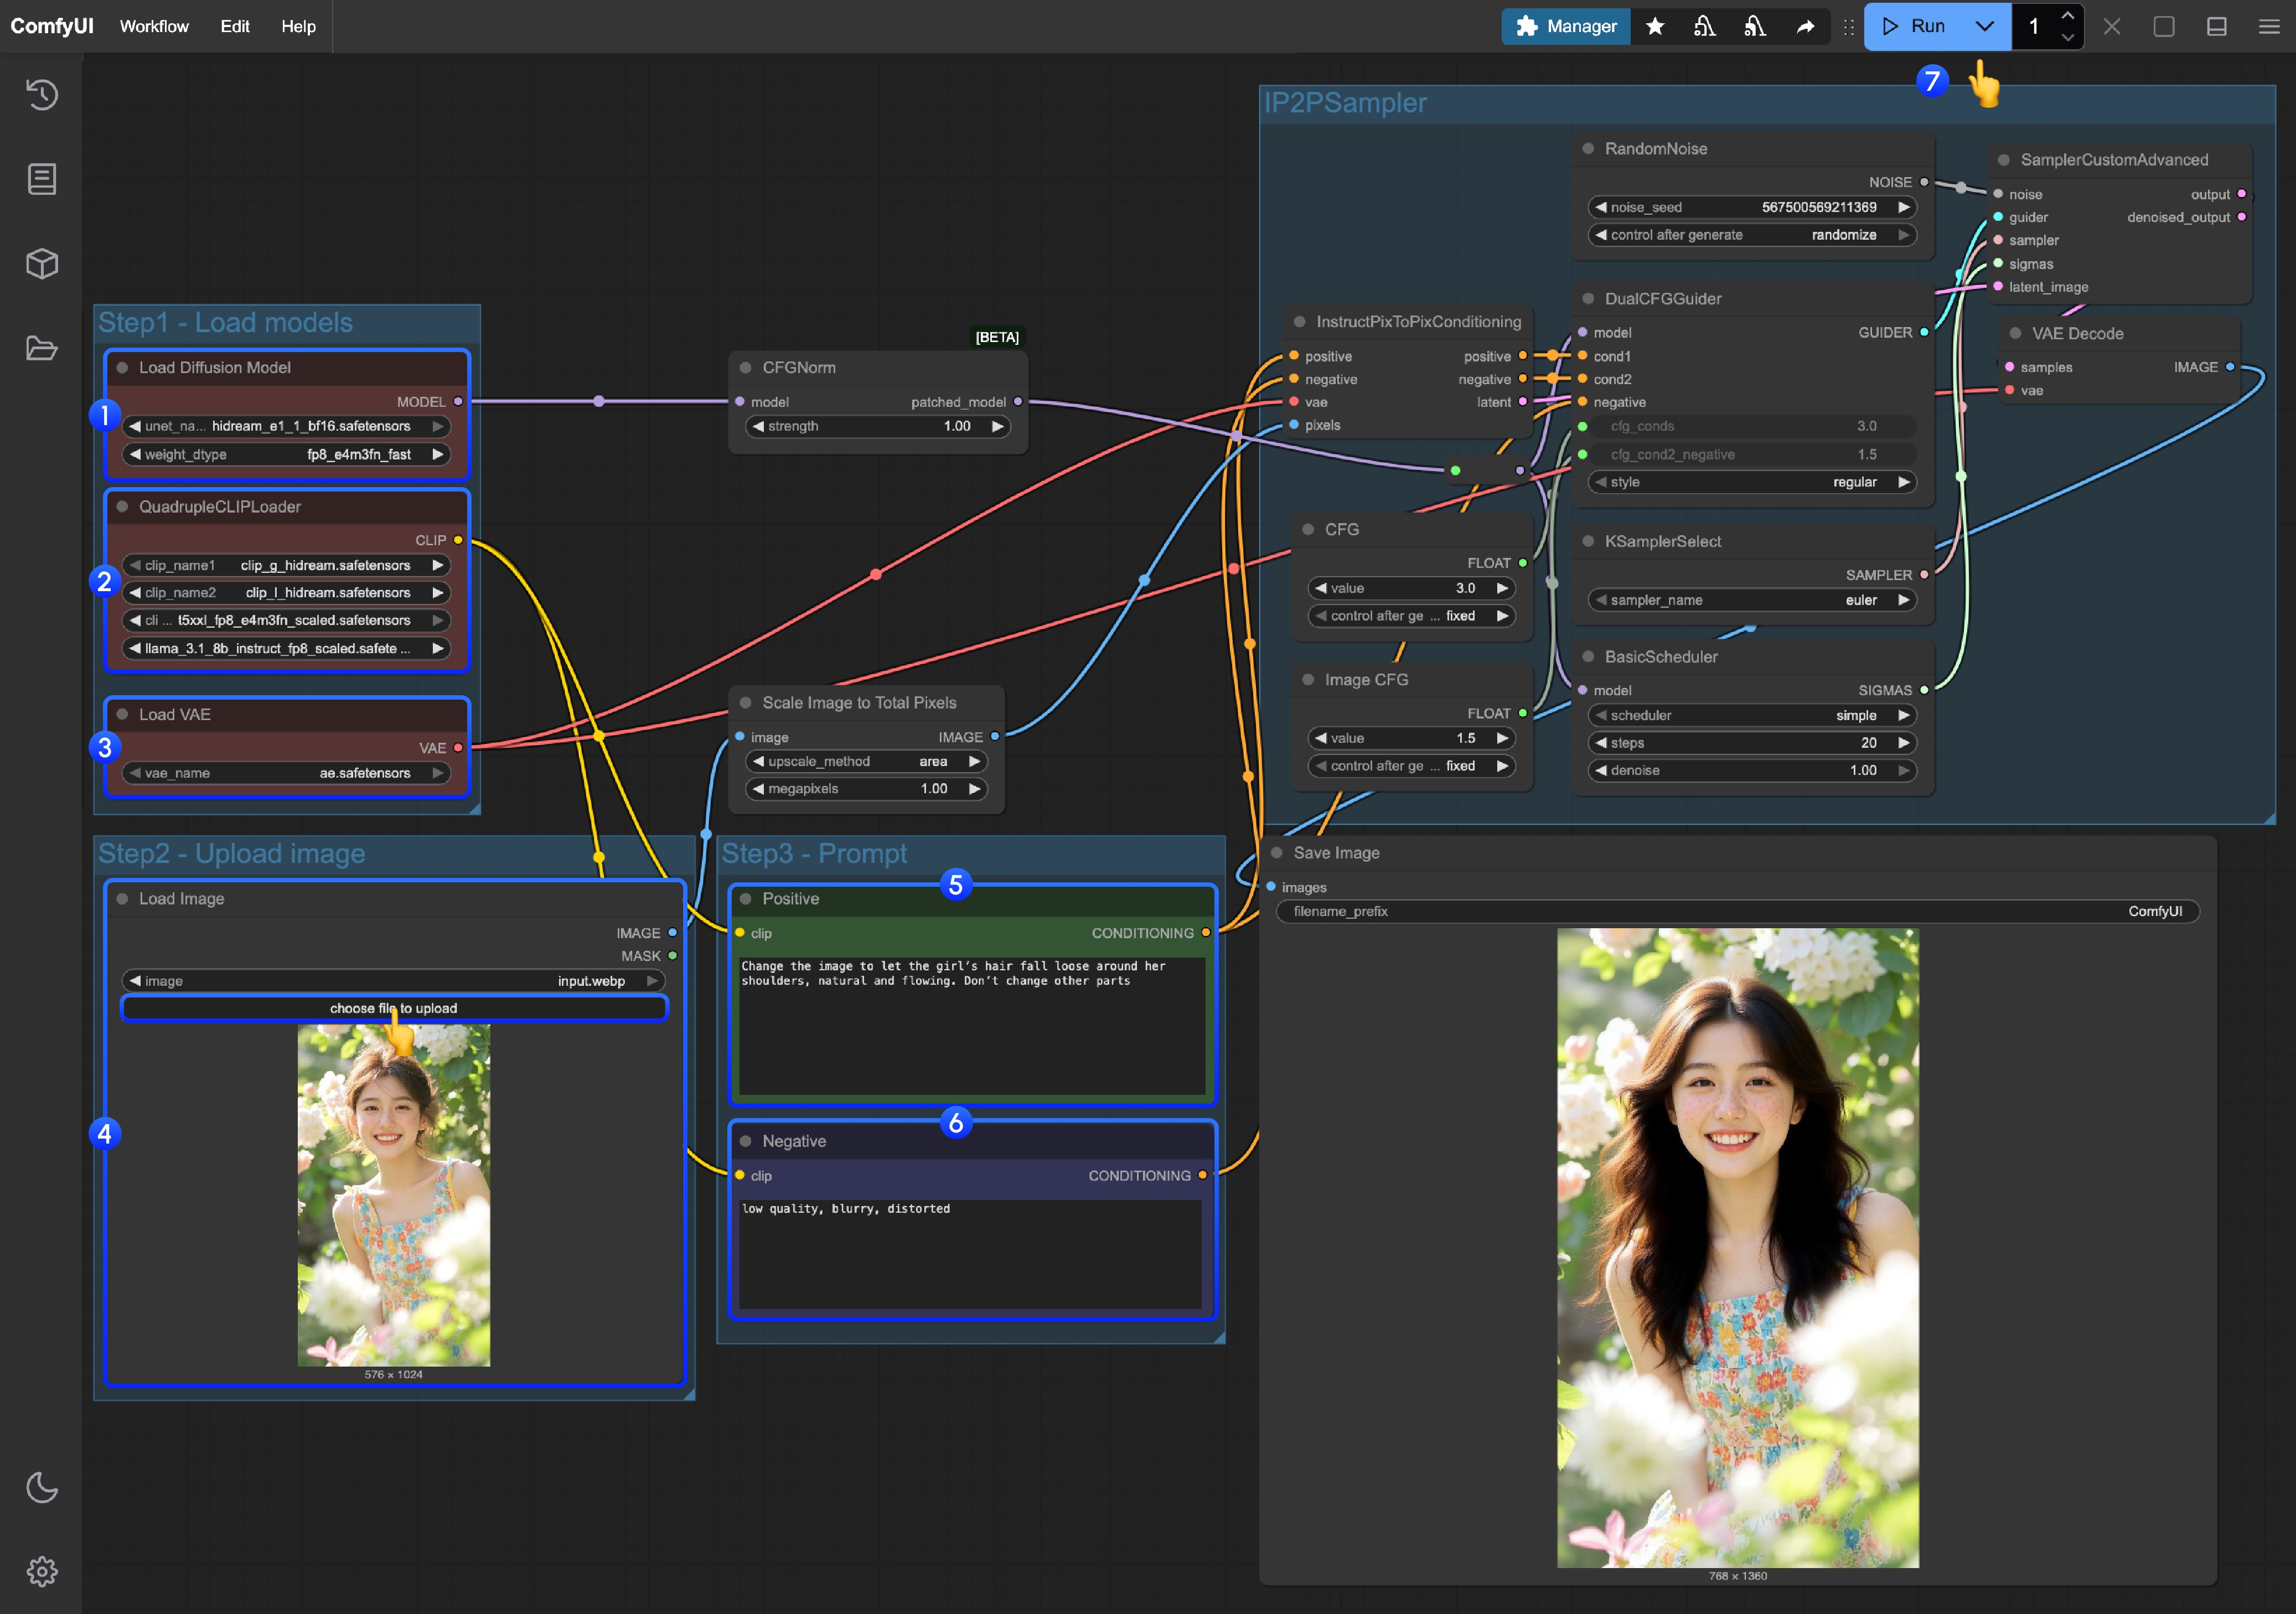 ComfyUI Workflow Edit Help
Manager
Run
1
7
IP2PSampler
RandomNoise
NOISE
noise_seed 567500569211369
control after generate randomize
SamplerCustomAdvanced
noise output
guider denoised_output
sampler
sigmas
latent_image
DualCFGGuider
model GUIDER
cond1
cond2
negative
cfg_conds 3.0
cfg_cond2_negative 1.5
style regular
VAE Decode
samples IMAGE
vae
InstructPixToPixConditioning
positive positive
negative negative
vae latent
pixels
CFG
FLOAT
value 3.0
control after ge ... fixed
KSamplerSelect
SAMPLER
sampler_name euler
Image CFG
FLOAT
value 1.5
control after ge ... fixed
BasicScheduler
model SIGMAS
scheduler simple
steps 20
denoise 1.00
Step1 - Load models
1
Load Diffusion Model
MODEL
unet_na... hidream_e1_1_bf16.safetensors
weight_dtype fp8_e4m3fn_fast
2
QuadrupleCLIPLoader
CLIP
clip_name1 clip_g_hidream.safetensors
clip_name2 clip_l_hidream.safetensors
cli ... t5xxl_fp8_e4m3fn_scaled.safetensors
llama_3.1_8b_instruct_fp8_scaled.safete ...
3
Load VAE
VAE
vae_name ae.safetensors
[BETA]
CFGNorm
model patched_model
strength 1.00
Scale Image to Total Pixels
image IMAGE
upscale_method area
megapixels 1.00
Step2 - Upload image
4
Load Image
IMAGE
MASK
image input.webp
choose file to upload
576 × 1024
Step3 - Prompt
5
Positive
clip CONDITIONING
Change the image to let the girl’s hair fall loose around her
shoulders, natural and flowing. Don’t change other parts
6
Negative
clip CONDITIONING
low quality, blurry, distorted
Save Image
images
filename_prefix ComfyUI
768 × 1360